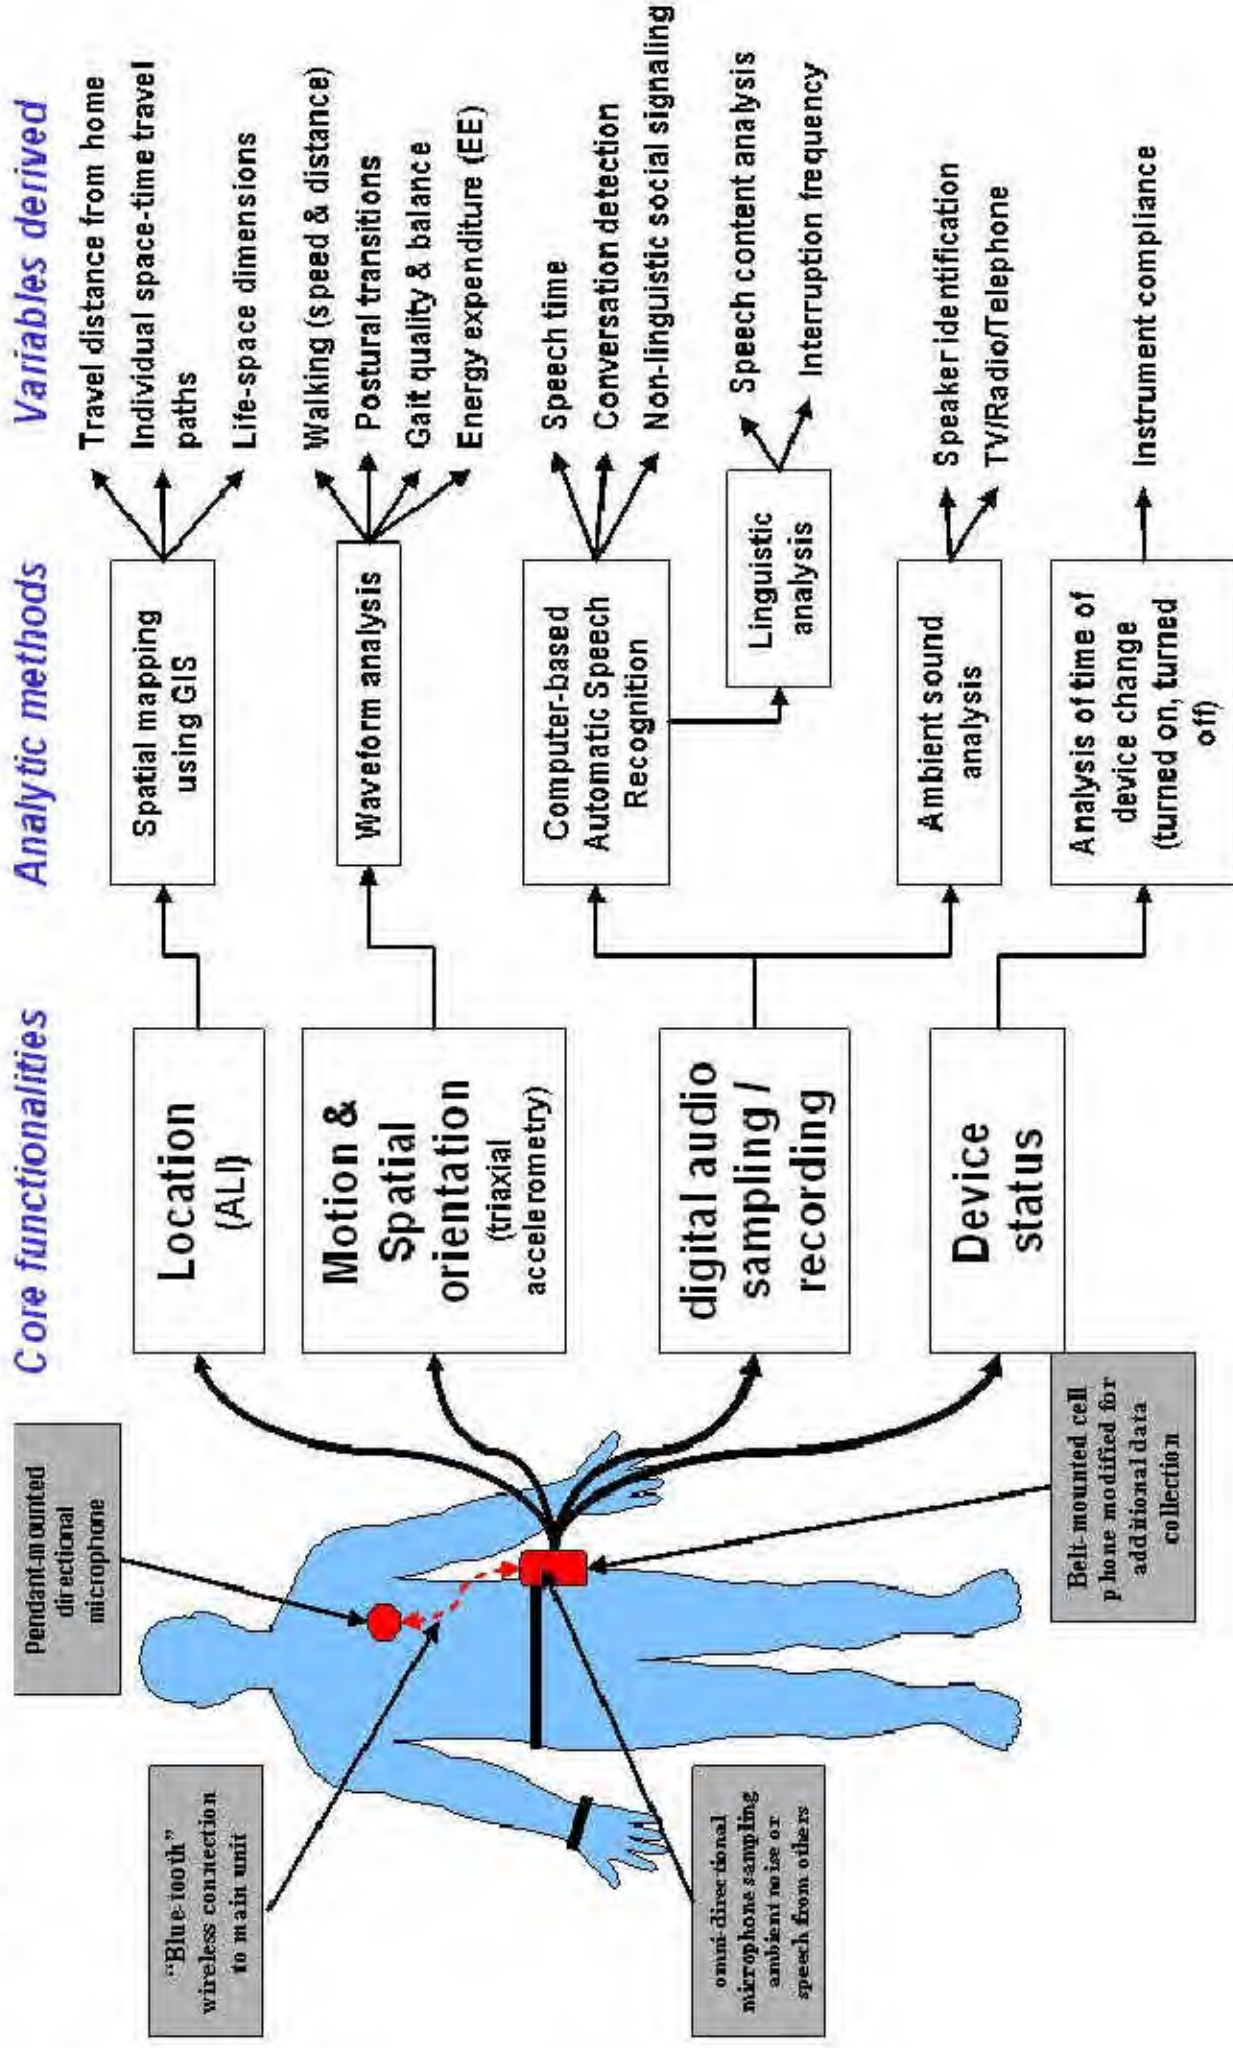 Core functionalities
Analytic methods
Variables derived
Pendant-mounted
directional
microphone
"Blue-tooth"
wireless connection
to main unit
omni-directional
microphone sampling
ambient noise or
speech from others
Belt-mounted cell
phone modified for
additional data
collection
Location
(ALI)
Motion &
Spatial
orientation
(triaxial
accelerometry)
digital audio
sampling /
recording
Device
status
Spatial mapping
using GIS
Waveform analysis
Computer-based
Automatic Speech
Recognition
Linguistic
analysis
Ambient sound
analysis
Analysis of time of
device change
(turned on, turned
off)
Travel distance from home
Individual space-time travel
paths
Life-space dimensions
Walking (speed & distance)
Postural transitions
Gait quality & balance
Energy expenditure (EE)
Speech time
Conversation detection
Non-linguistic social signaling
Speech content analysis
Interruption frequency
Speaker identification
TV/Radio/Telephone
Instrument compliance